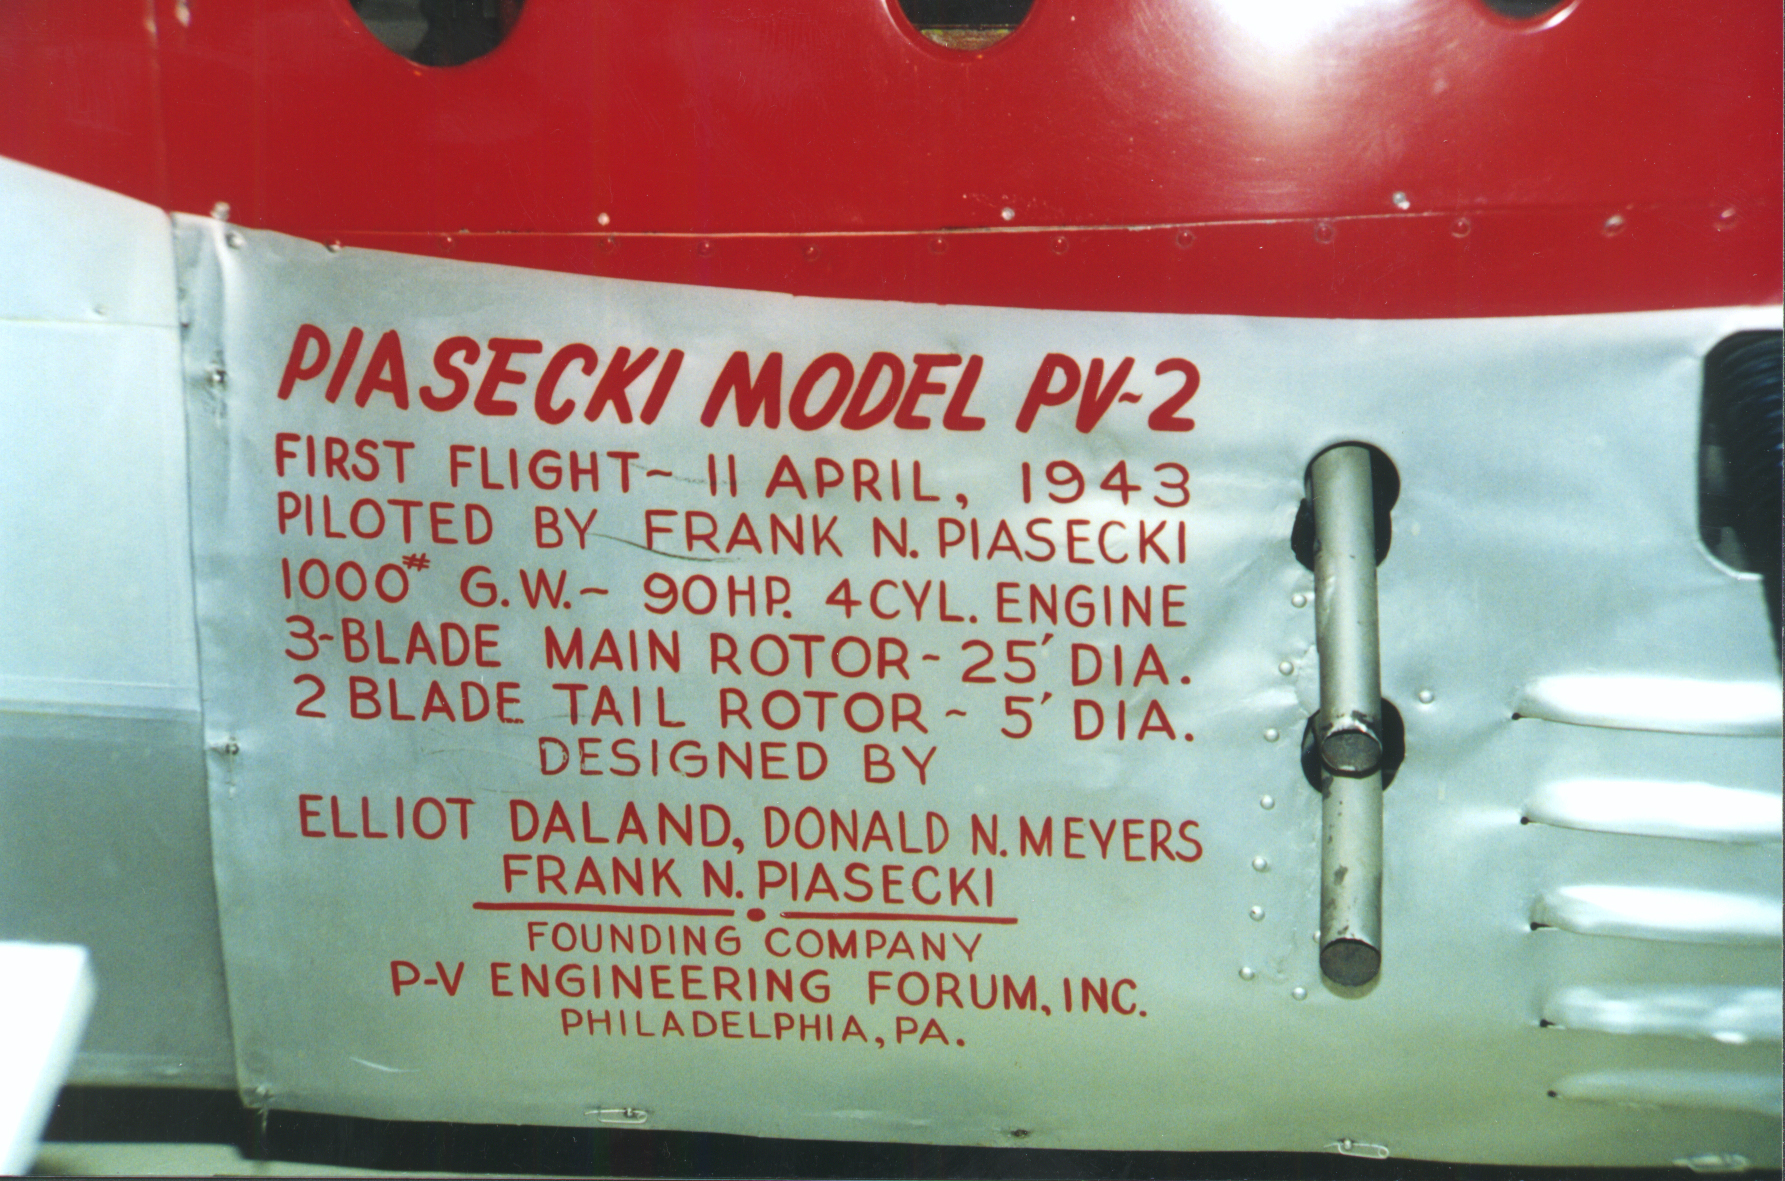 PIASECKI MODEL PV~2
FIRST FLIGHT~ 11 APRIL, 1943
PILOTED BY FRANK N. PIASECKI
1000# G.W.~ 90HP. 4CYL. ENGINE
3-BLADE MAIN ROTOR~ 25' DIA.
2 BLADE TAIL ROTOR ~ 5' DIA.
DESIGNED BY
ELLIOT DALAND, DONALD N. MEYERS
FRANK N. PIASECKI
FOUNDING COMPANY
P-V ENGINEERING FORUM, INC.
PHILADELPHIA, PA.